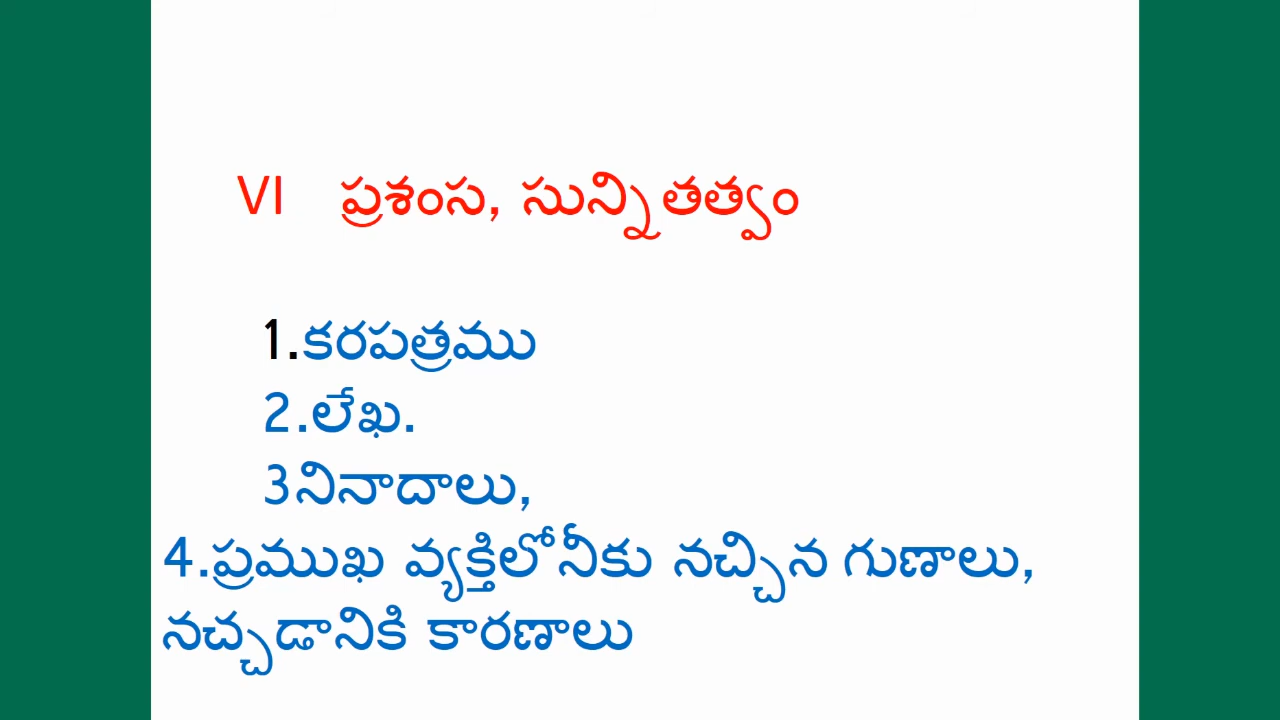 VI ప్రశంస, సున్నితత్వం
1.కరపత్రము
2.లేఖ.
3నినాదాలు,
4.ప్రముఖ వ్యక్తిలోనీకు నచ్చిన గుణాలు,
నచ్చడానికి కారణాలు